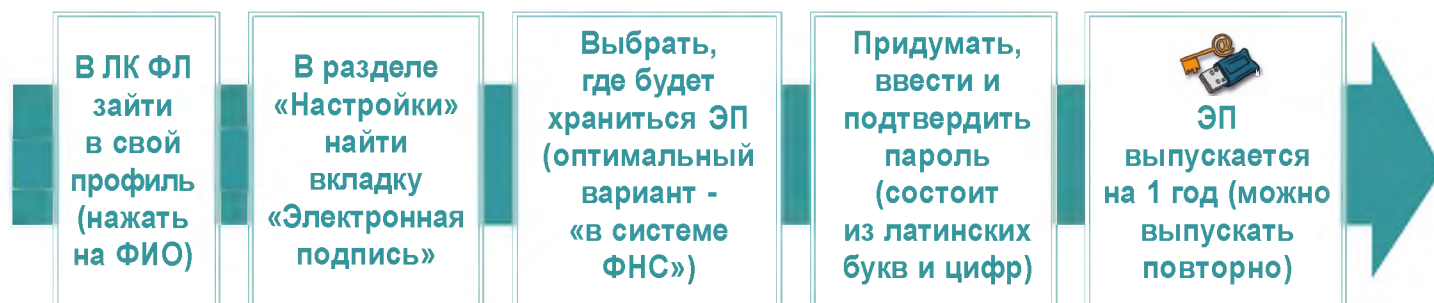 В ЛК ФЛ
зайти
в свой
профиль
(нажать
на ФИО)
В разделе
«Настройки»
найти
вкладку
«Электронная
подпись»
Выбрать,
где будет
храниться ЭП
(оптимальный
вариант -
«в системе
ФНС»)
Придумать,
ввести и
подтвердить
пароль
(состоит
из латинских
букв и цифр)
ЭП
выпускается
на 1 год (можно
выпускать
повторно)